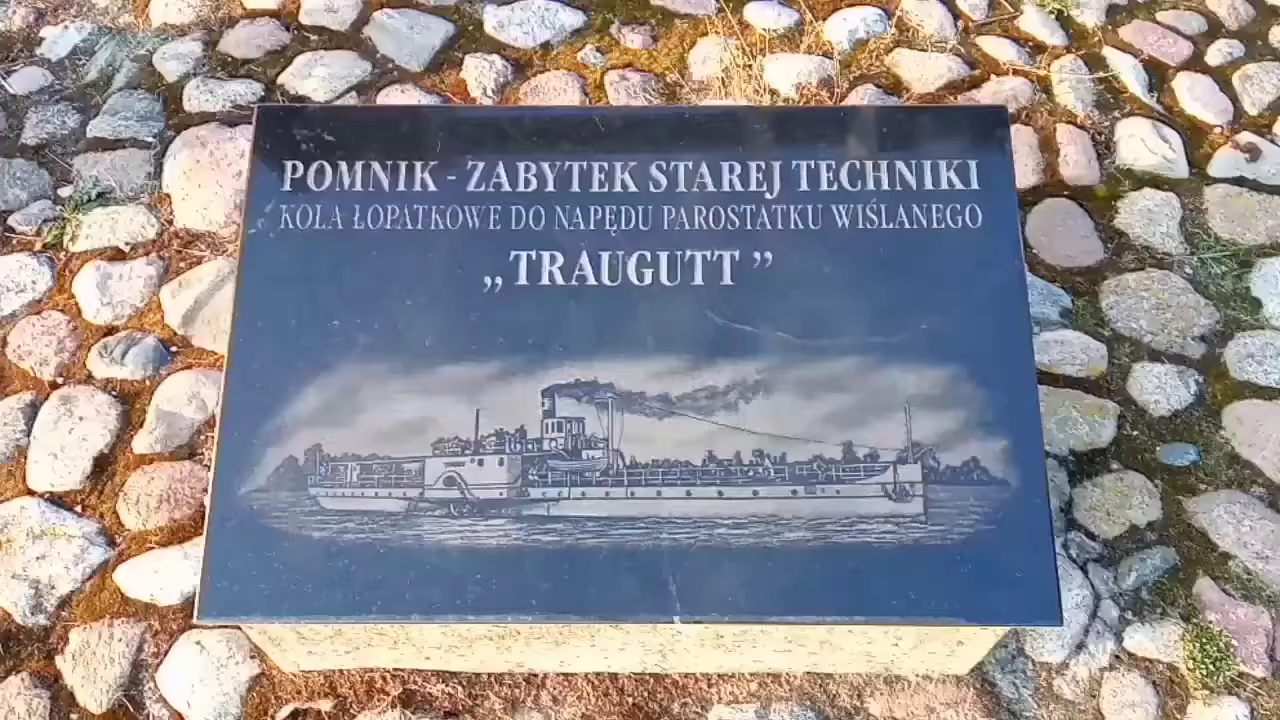 POMNIK - ZABYTEK STAREJ TECHNIKI
KOŁA ŁOPATKOWE DO NAPĘDU PAROSTATKU WIŚLANEGO
„TRAUGUTT”